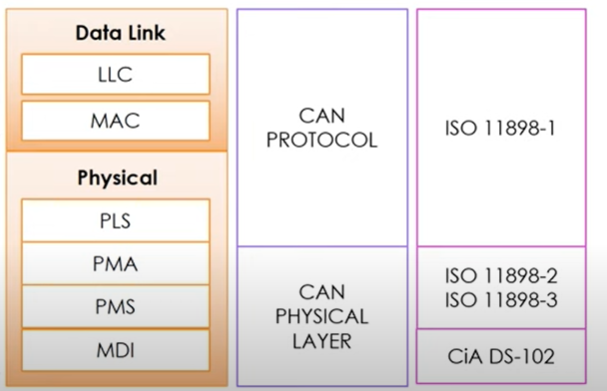 Data Link
LLC
MAC
Physical
PLS
PMA
PMS
MDI
CAN
PROTOCOL
CAN
PHYSICAL
LAYER
ISO 11898-1
ISO 11898-2
ISO 11898-3
CiA DS-102